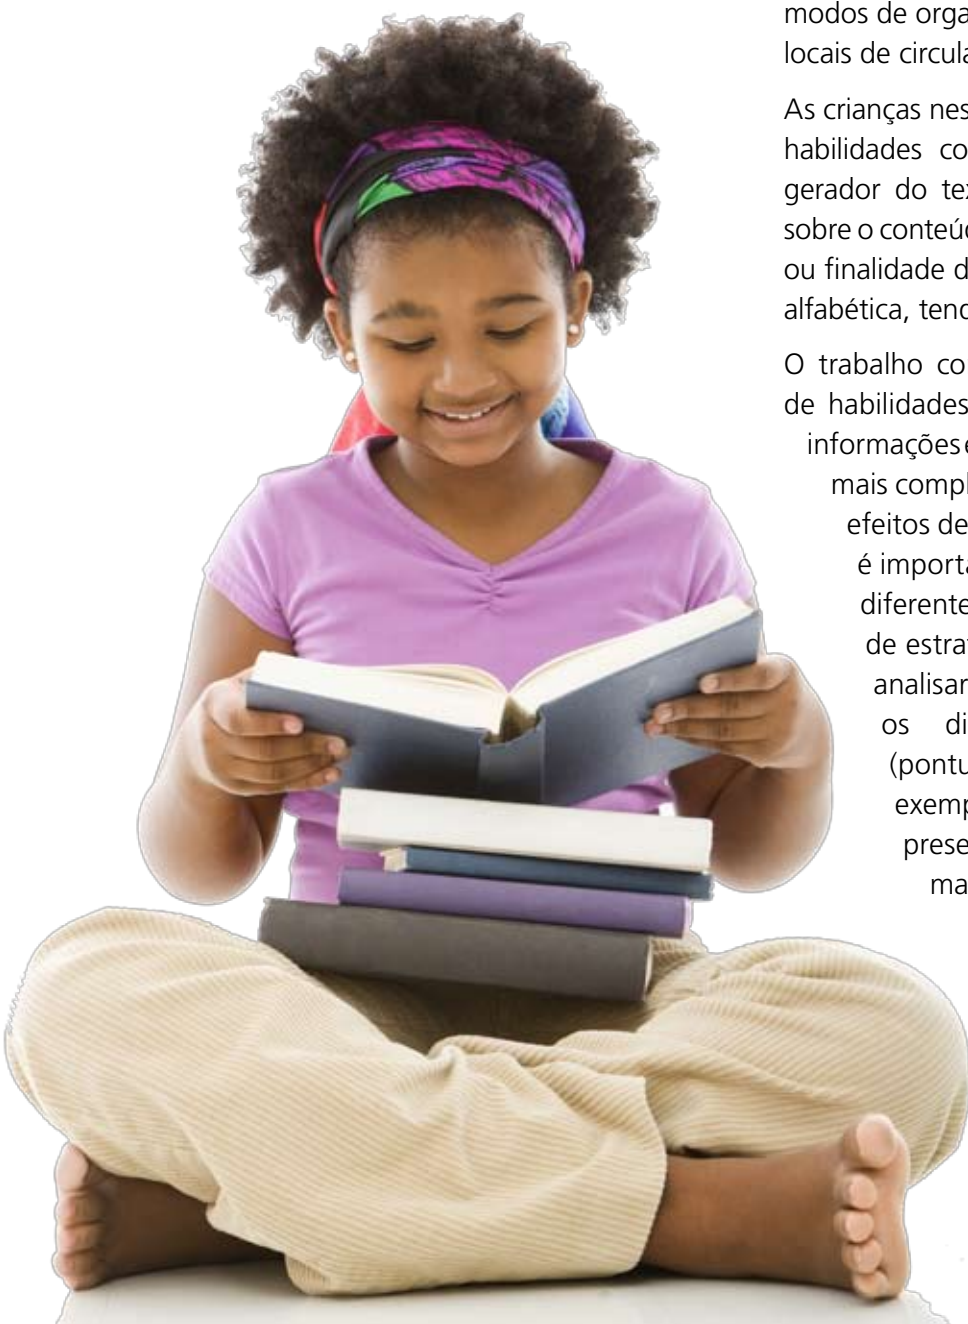 modos de orga
locais de circula
As crianças nes
habilidades co
gerador do tex
sobre o conteúd
ou finalidade d
alfabética, tend
O trabalho co
de habilidades
informações e
mais compl
efeitos de
é importa
diferente
de estrat
analisar
os di
(pontu
exemp
prese
ma